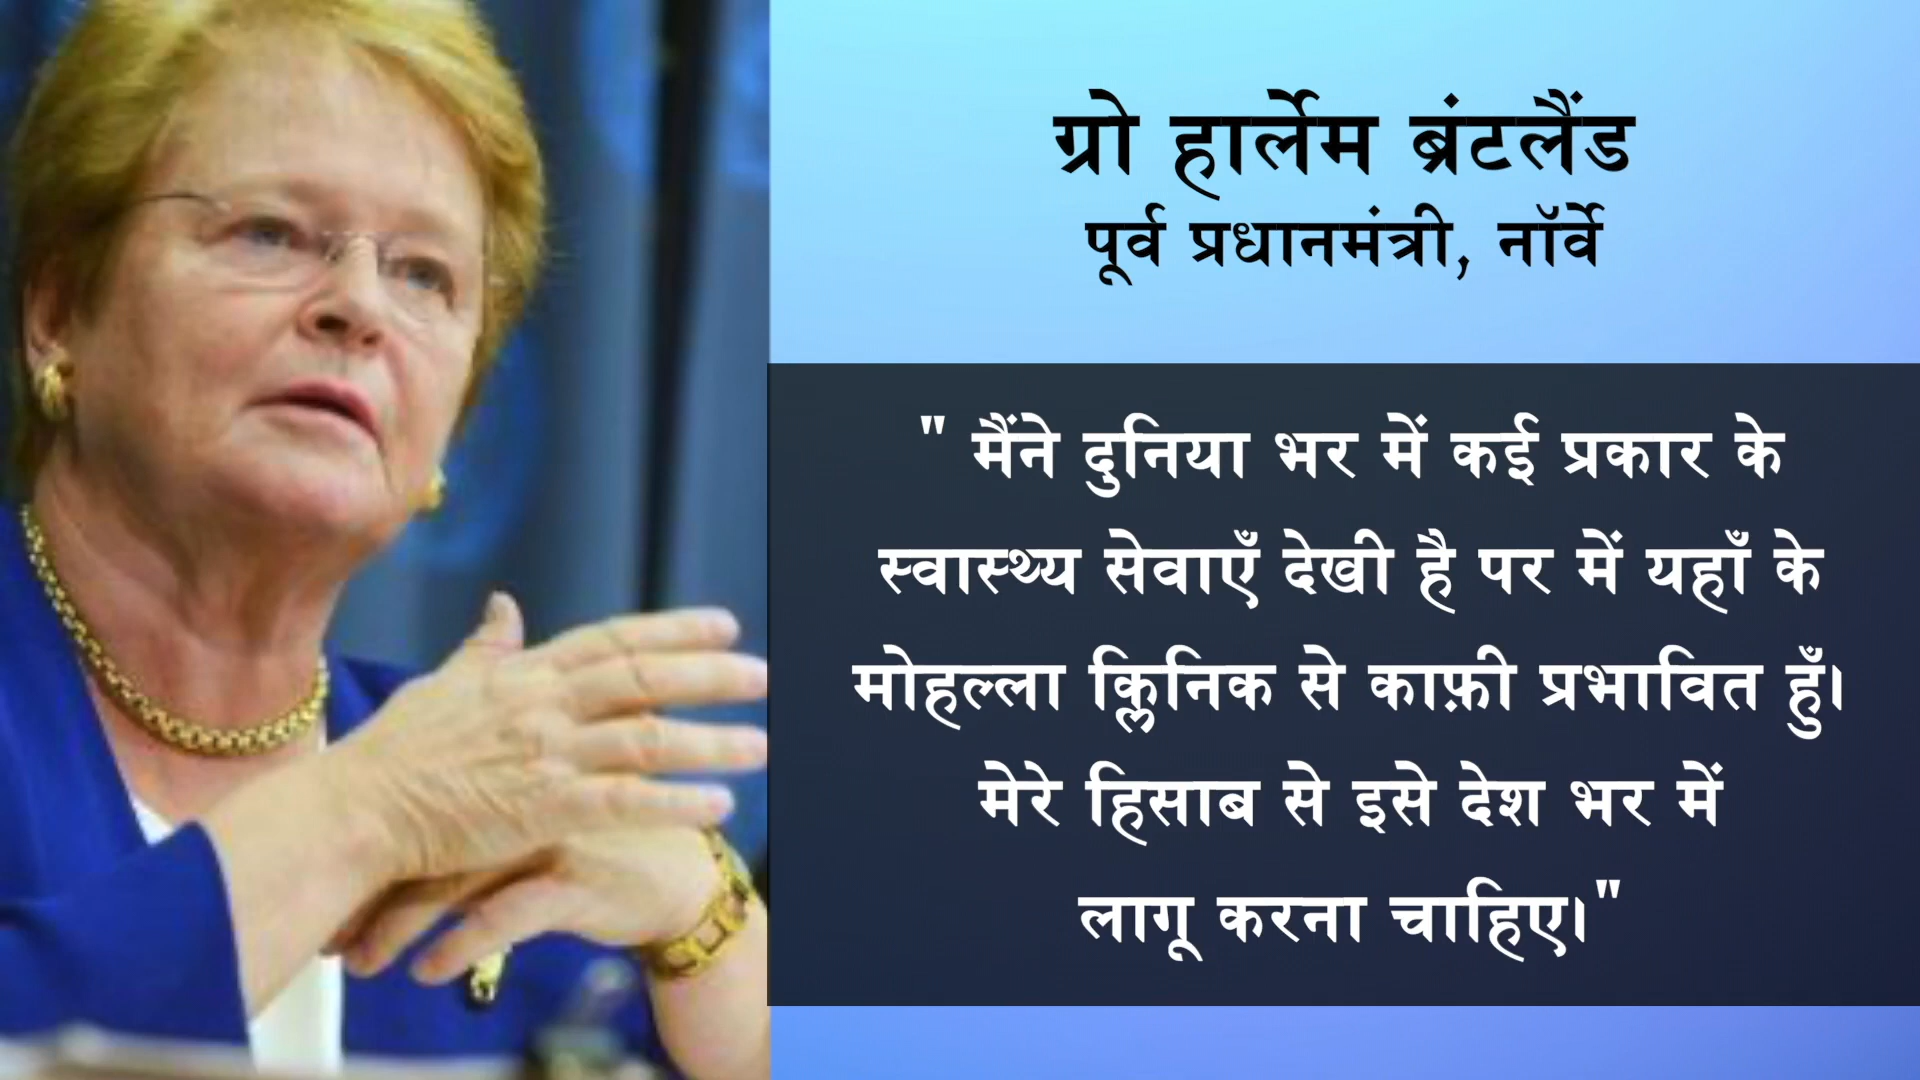 ग्रो हार्लेम ब्रंटलैंड
पूर्व प्रधानमंत्री, नॉर्वे
" मैंने दुनिया भर में कई प्रकार के
स्वास्थ्य सेवाएँ देखी है पर में यहाँ के
मोहल्ला क्लिनिक से काफ़ी प्रभावित हुँ।
मेरे हिसाब से इसे देश भर में
लागू करना चाहिए।"